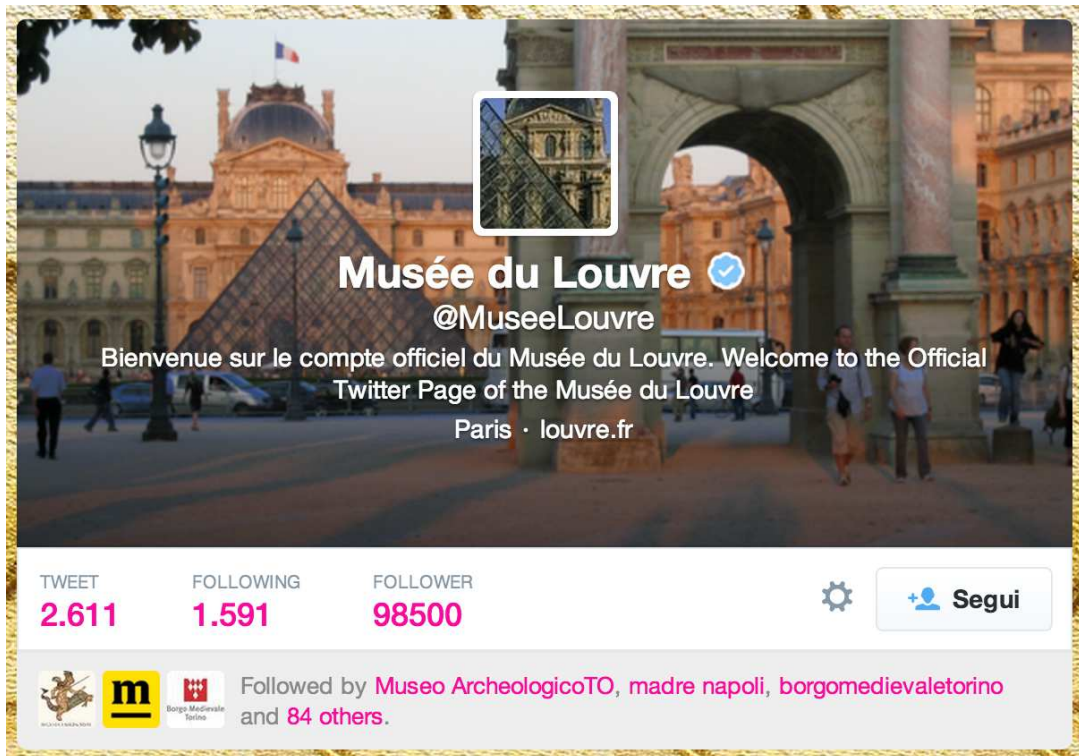 Musée du Louvre
@MuseeLouvre
Bienvenue sur le compte officiel du Musée du Louvre. Welcome to the Official
Twitter Page of the Musée du Louvre
Paris · louvre.fr
TWEET
2.611
FOLLOWING
1.591
FOLLOWER
98500
Segui
m
Borgo Medievale
Torino
Followed by Museo ArcheologicoTO, madre napoli, borgomedievaletorino
and 84 others.